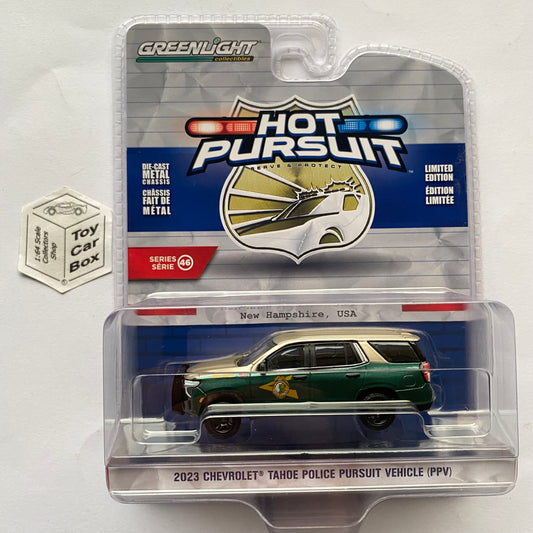 GREENLIGHT
collectibles
HOT
PURSUIT
SERVE & PROTECT
DIE-CAST
METAL
CHASSIS
CHÂSSIS
FAIT DE
MÉTAL
LIMITED
EDITION
ÉDITION
LIMITÉE
SERIES
SÉRIE
46
1:64 Scale
Collectors
Shop
Toy
Car
Box
New Hampshire, USA
2023 CHEVROLET® TAHOE POLICE PURSUIT VEHICLE (PPV)